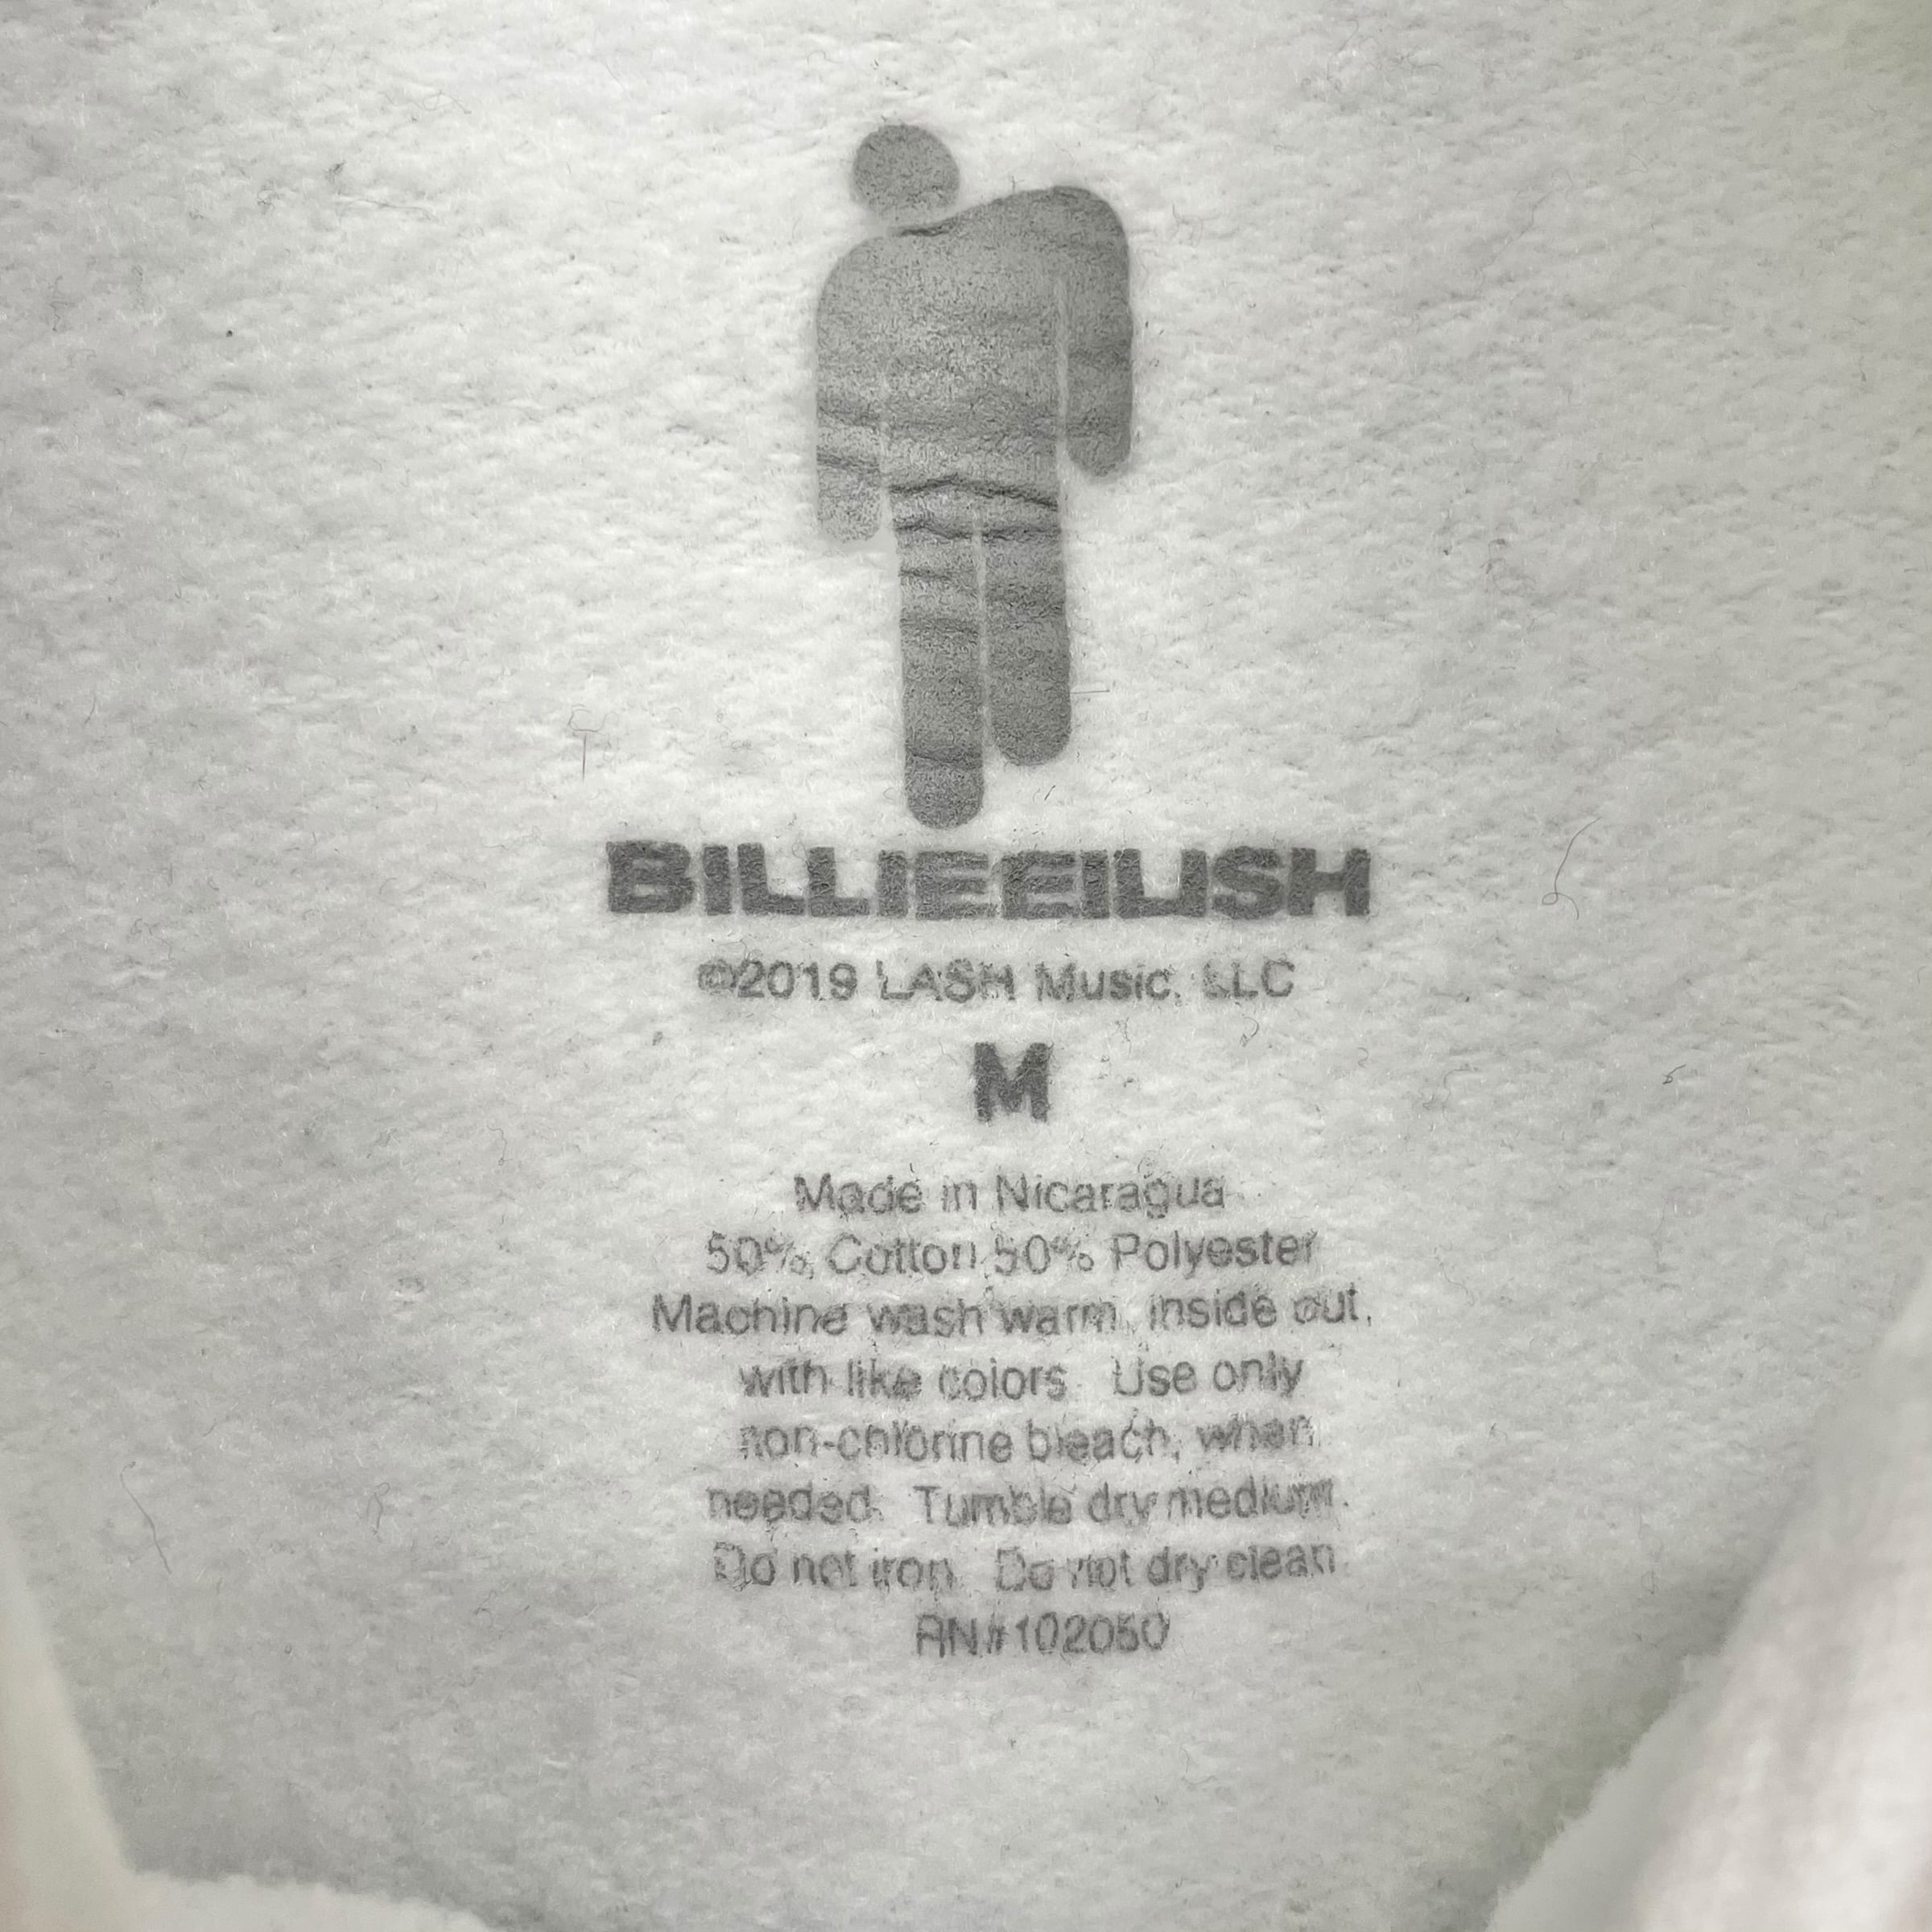 BILLIE EILISH
©2019 LASH Music, LLC
M
Made in Nicaragua
50% Cotton 50% Polyester
Machine wash warm, inside out,
with like colors. Use only
non-chlorine bleach, when
needed. Tumble dry medium.
Do not iron. Do not dry clean
RN#102050